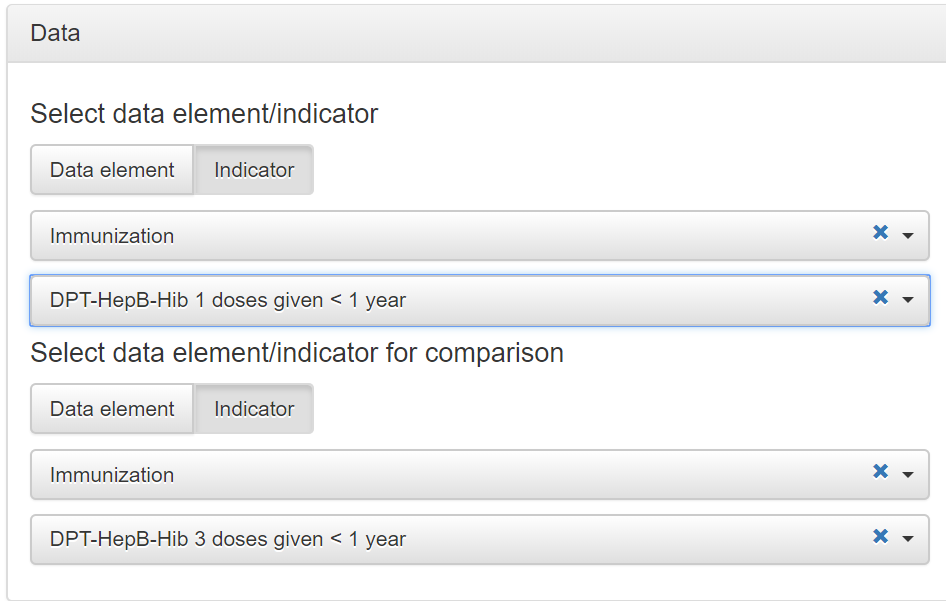 Data
Select data element/indicator
Data element Indicator
Immunization
DPT-HepB-Hib 1 doses given < 1 year
Select data element/indicator for comparison
Data element Indicator
Immunization
DPT-HepB-Hib 3 doses given < 1 year